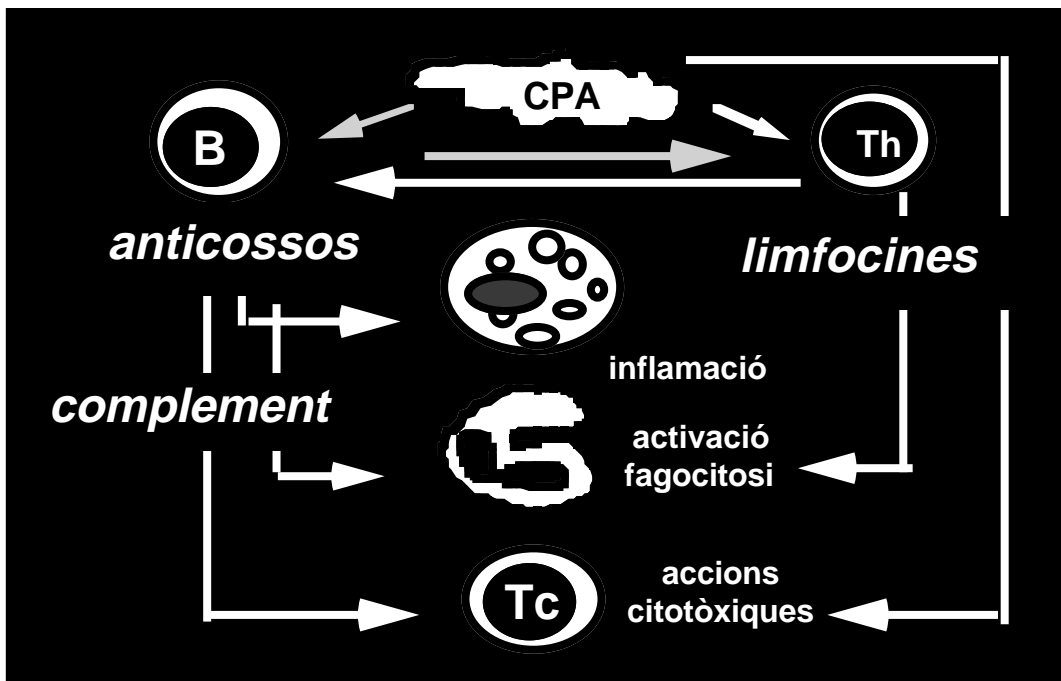 CPA
B
Th
anticossos
limfocines
inflamació
complement
activació
fagocitosi
accions
Tc
citotòxiques